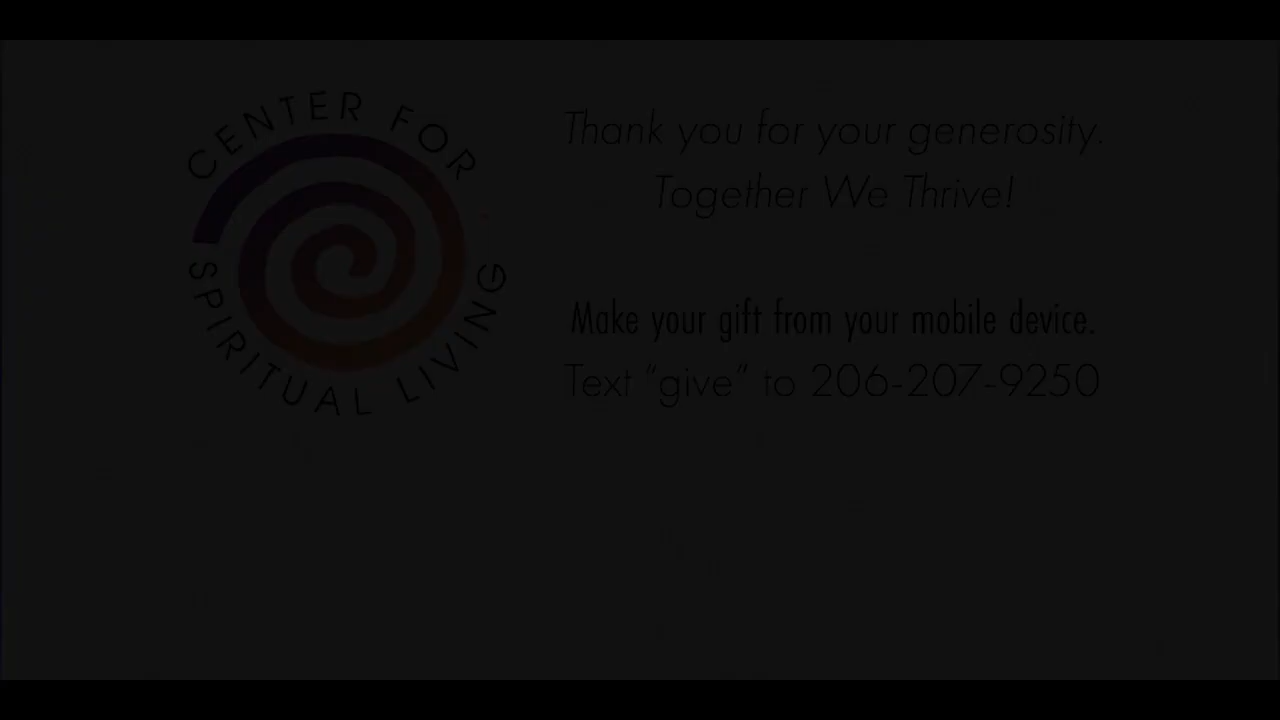 CENTER FOR
SPIRITUAL LIVING
Thank you for your generosity.
Together We Thrive!
Make your gift from your mobile device.
Text “give” to 206-207-9250